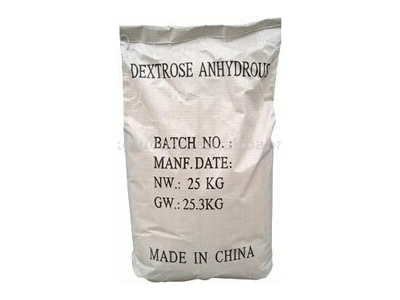 DEXTROSE ANHYDROUS
BATCH NO.:
MANF.DATE:
NW.: 25 KG
GW.:25.3KG
MADE IN CHINA